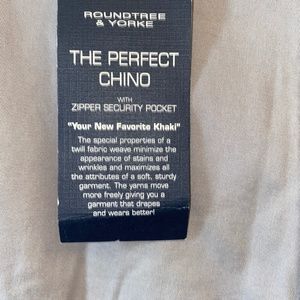 ROUNDTREE
& YORKE
THE PERFECT
CHINO
WITH
ZIPPER SECURITY POCKET
"Your New Favorite Khaki"
The special properties of a
twill fabric weave minimize the
appearance of stains and
wrinkles and maximizes all
the attributes of a soft, sturdy
garment. The yarns move
more freely giving you a
garment that drapes
and wears better!